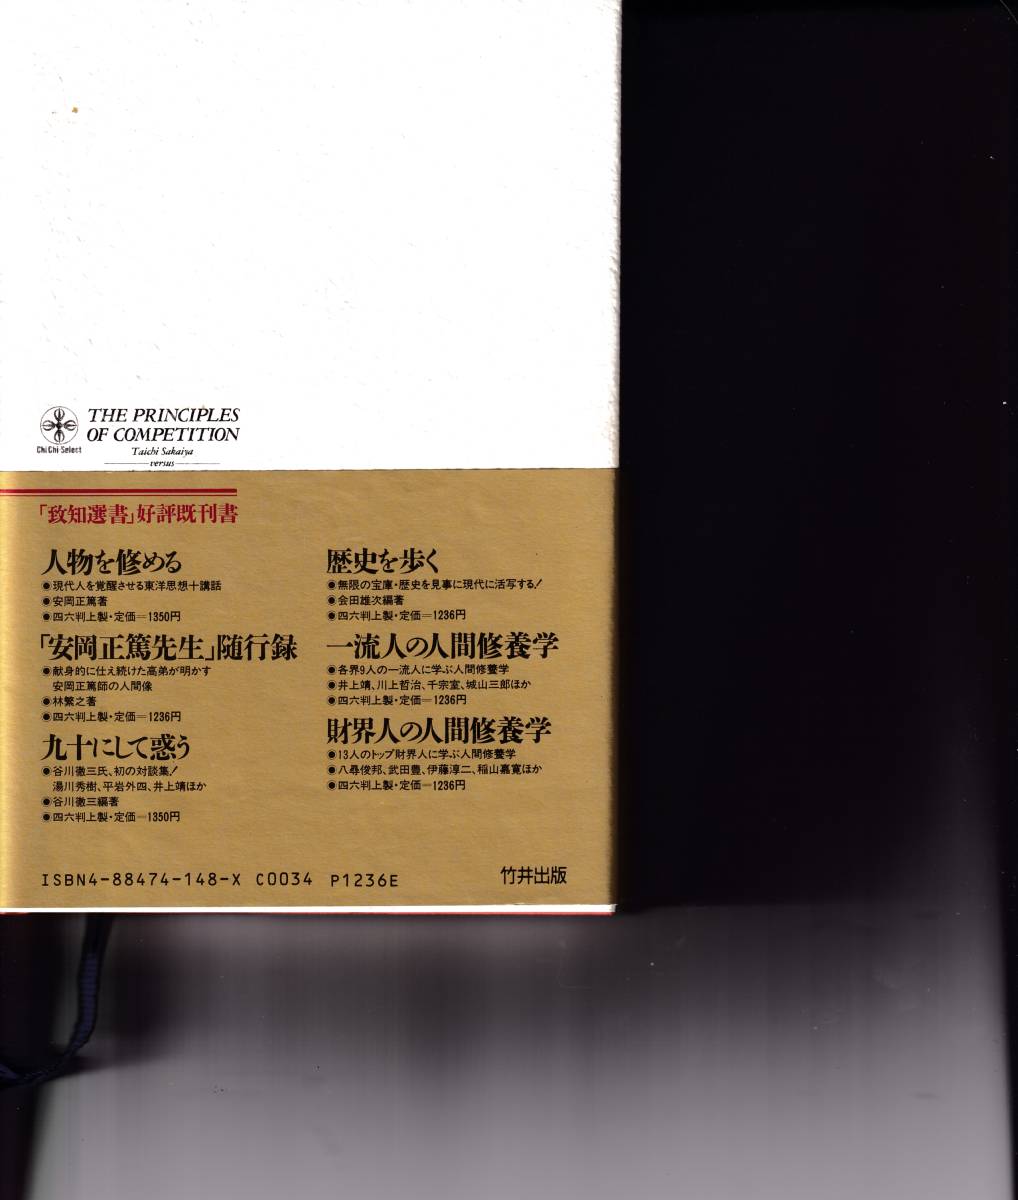 THE PRINCIPLES
OF COMPETITION
Chi Chi Select
Taichi Sakaiya
versus
「致知選書」好評既刊書
人物を修める
●現代人を覚醒させる東洋思想十講話
●安岡正篤著
●四六判上製・定価=1350円
「安岡正篤先生」随行録
●献身的に仕え続けた高弟が明かす
安岡正篤師の人間像
●林繁之著
●四六判上製・定価=1236円
九十にして惑う
●谷川徹三氏、初の対談集!
湯川秀樹、平岩外四、井上靖ほか
●谷川徹三編著
●四六判上製・定価=1350円
歴史を歩く
●無限の宝庫・歴史を見事に現代に活写する!
●会田雄次編著
●四六判上製・定価=1236円
一流人の人間修養学
●各界9人の一流人に学ぶ人間修養学
●井上靖、川上哲治、千宗室、城山三郎ほか
●四六判上製・定価=1236円
財界人の人間修養学
●13人のトップ財界人に学ぶ人間修養学
●八尋俊邦、武田豊、伊藤淳二、稲山嘉寛ほか
●四六判上製・定価=1236円
ISBN4-88474-148-X C0034 P1236E
竹井出版